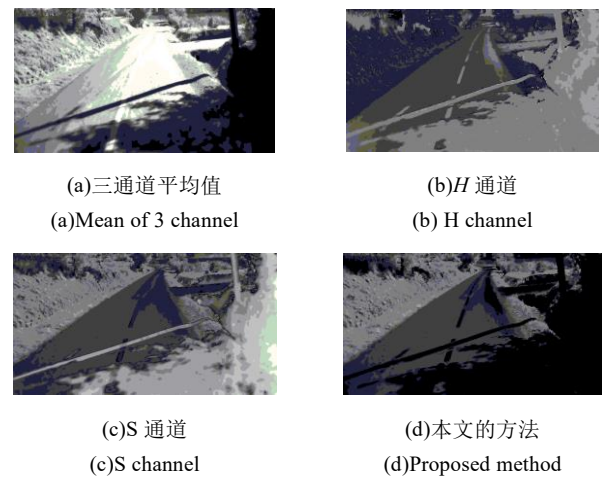 (a)三通道平均值
(b)H 通道
(a)Mean of 3 channel
(b) H channel
(c)S 通道
(d)本文的方法
(c)S channel
(d)Proposed method